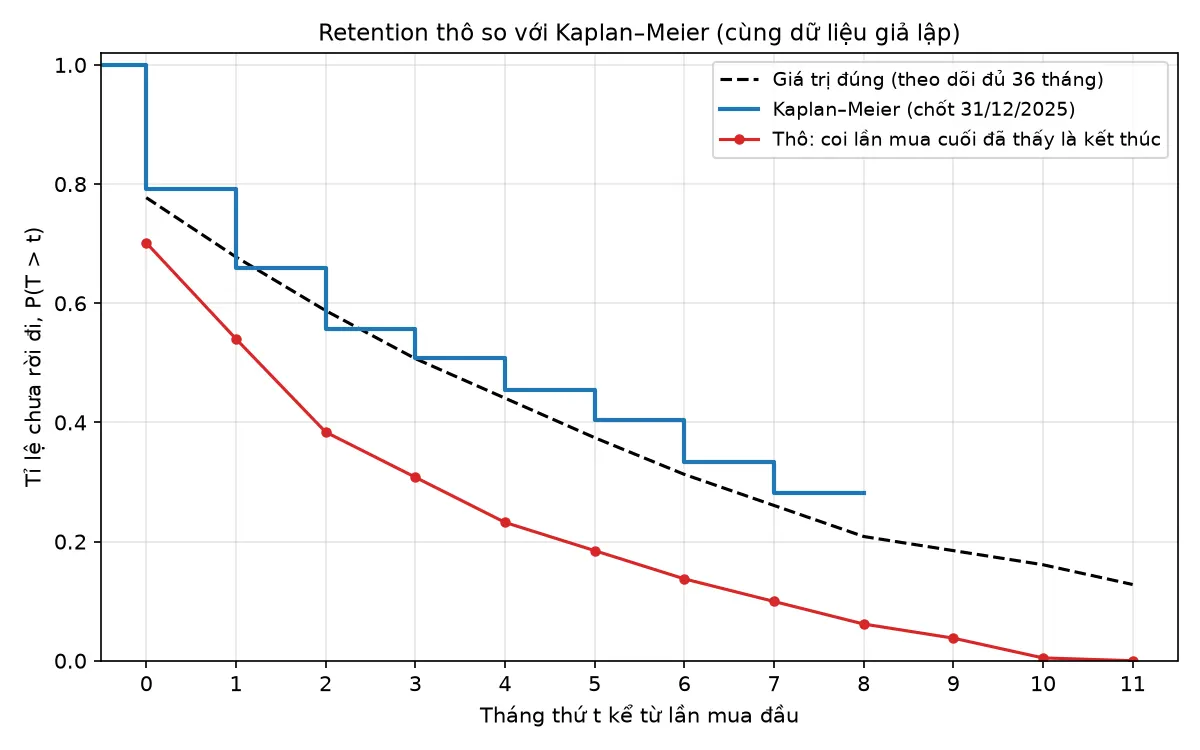 Retention thô so với Kaplan–Meier (cùng dữ liệu giả lập)
Giá trị đúng (theo dõi đủ 36 tháng)
Kaplan–Meier (chốt 31/12/2025)
Thô: coi lần mua cuối đã thấy là kết thúc
Tỉ lệ chưa rời đi, P(T > t)
1.0
0.8
0.6
0.4
0.2
0.0
0 1 2 3 4 5 6 7 8 9 10 11
Tháng thứ t kể từ lần mua đầu